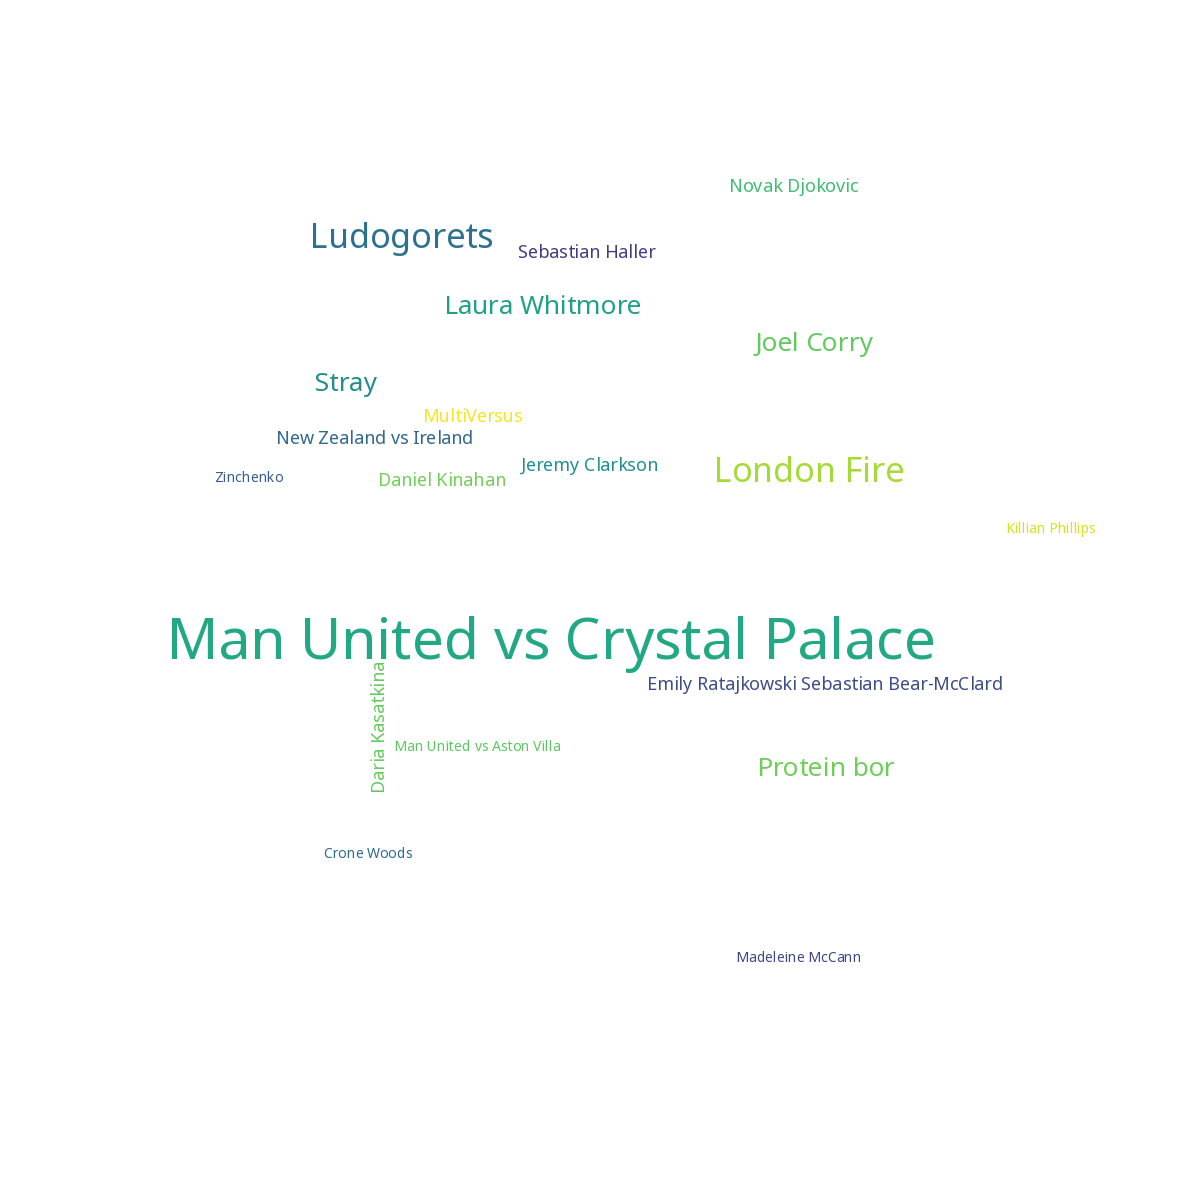 Novak Djokovic
Ludogorets
Sebastian Haller
Laura Whitmore
Joel Corry
Stray
MultiVersus
New Zealand vs Ireland
Jeremy Clarkson
London Fire
Zinchenko
Daniel Kinahan
Killian Phillips
Man United vs Crystal Palace
Emily Ratajkowski Sebastian Bear-McClard
Daria Kasatkina
Man United vs Aston Villa
Protein bor
Crone Woods
Madeleine McCann